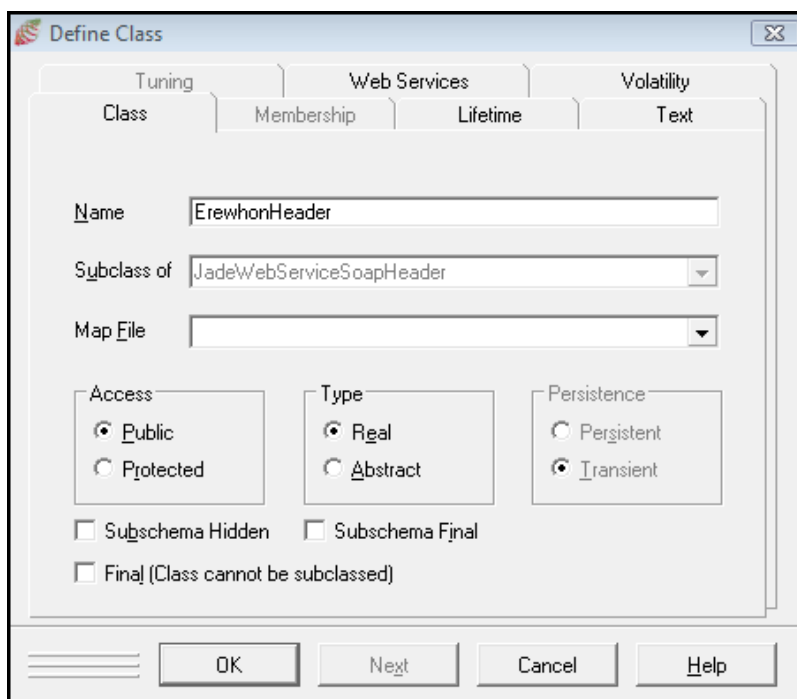 Define Class
Tuning Web Services Volatility
Class Membership Lifetime Text
Name ErewhonHeader
Subclass of JadeWebServiceSoapHeader
Map File
Access Type Persistence
Public Real Persistent
Protected Abstract Transient
Subschema Hidden Subschema Final
Final (Class cannot be subclassed)
OK Next Cancel Help